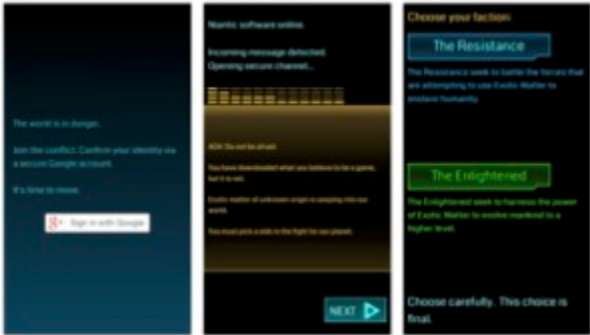 The world is in danger.
Join the conflict. Confirm your identity via
a secure Google account.
It's time to move.
g+ Sign in with Google
Niantic software online.
Incoming message detected.
Opening secure channel...
ADA: Do not be afraid.
You have downloaded what you believe to be a game,
but it is not.
Exotic matter of unknown origin is seeping into our
world.
You must pick a side in the fight for our planet.
NEXT
Choose your faction:
The Resistance
The Resistance seek to battle the forces that
are attempting to use Exotic Matter to
enslave humanity.
The Enlightened
The Enlightened seek to harness the power
of Exotic Matter to evolve mankind to a
higher level.
Choose carefully. This choice is
final.